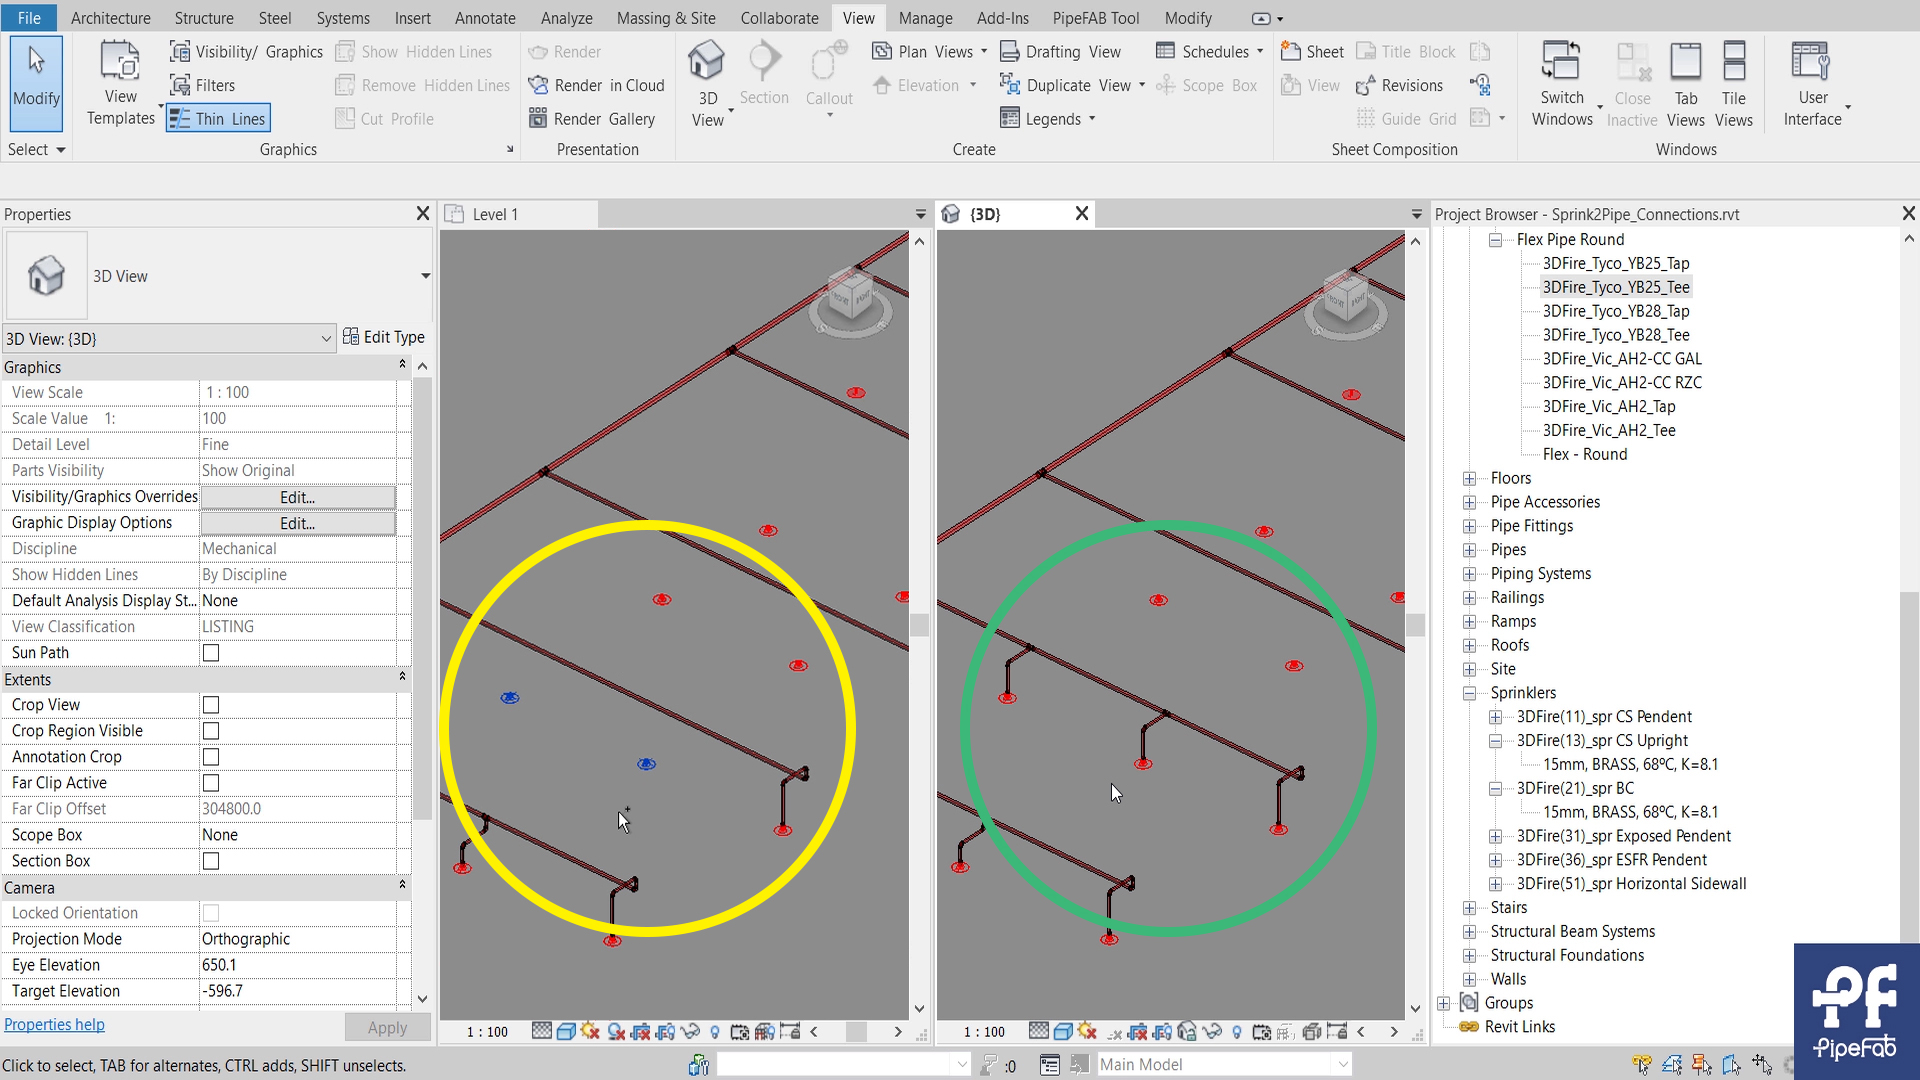 File Architecture Structure Steel Systems Insert Annotate Analyze Massing & Site Collaborate View Manage Add-Ins PipeFAB Tool Modify
Modify
Select
View
Templates
Visibility/ Graphics
Filters
Thin Lines
Show Hidden Lines
Remove Hidden Lines
Cut Profile
Graphics
Render
Render in Cloud
Render Gallery
Presentation
3D
View
Section
Callout
Plan Views
Elevation
Drafting View
Duplicate View
Legends
Schedules
Scope Box
Create
Sheet
View
Title Block
Revisions
Guide Grid
Sheet Composition
Switch
Windows
Close
Inactive
Tab
Views
Tile
Views
User
Interface
Windows
Properties
3D View
3D View: {3D}
Edit Type
Graphics
View Scale 1 : 100
Scale Value 1: 100
Detail Level Fine
Parts Visibility Show Original
Visibility/Graphics Overrides Edit...
Graphic Display Options Edit...
Discipline Mechanical
Show Hidden Lines By Discipline
Default Analysis Display St... None
View Classification LISTING
Sun Path
Extents
Crop View
Crop Region Visible
Annotation Crop
Far Clip Active
Far Clip Offset 304800.0
Scope Box None
Section Box
Camera
Locked Orientation
Projection Mode Orthographic
Eye Elevation 650.1
Target Elevation -596.7
Properties help
Apply
Level 1
1 : 100
{3D}
1 : 100
Project Browser - Sprink2Pipe_Connections.rvt
Flex Pipe Round
3DFire_Tyco_YB25_Tap
3DFire_Tyco_YB25_Tee
3DFire_Tyco_YB28_Tap
3DFire_Tyco_YB28_Tee
3DFire_Vic_AH2-CC GAL
3DFire_Vic_AH2-CC RZC
3DFire_Vic_AH2_Tap
3DFire_Vic_AH2_Tee
Flex - Round
Floors
Pipe Accessories
Pipe Fittings
Pipes
Piping Systems
Railings
Ramps
Roofs
Site
Sprinklers
3DFire(11)_spr CS Pendent
3DFire(13)_spr CS Upright
15mm, BRASS, 68ºC, K=8.1
3DFire(21)_spr BC
15mm, BRASS, 68ºC, K=8.1
3DFire(31)_spr Exposed Pendent
3DFire(36)_spr ESFR Pendent
3DFire(51)_spr Horizontal Sidewall
Stairs
Structural Beam Systems
Structural Foundations
Walls
Groups
Revit Links
PF
PipeFab
Click to select, TAB for alternates, CTRL adds, SHIFT unselects.
:0
Main Model